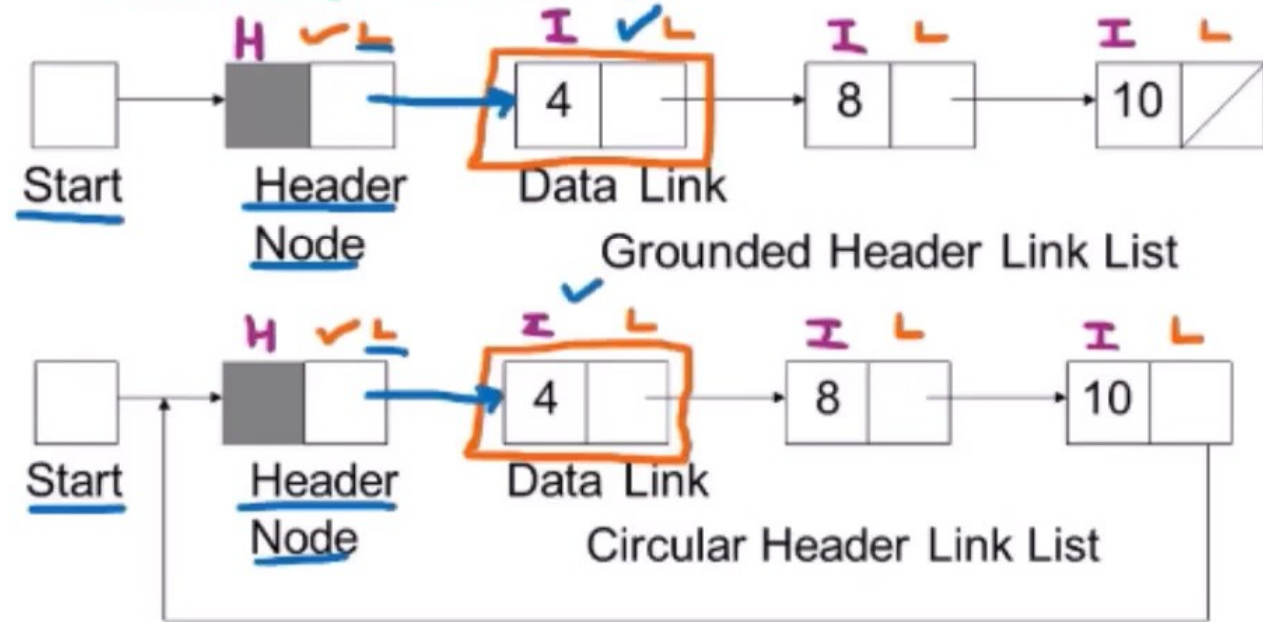 H L I L I L I L
4 8 10
Start Header Data Link
Node Grounded Header Link List
H L I L I L I L
4 8 10
Start Header Data Link
Node Circular Header Link List